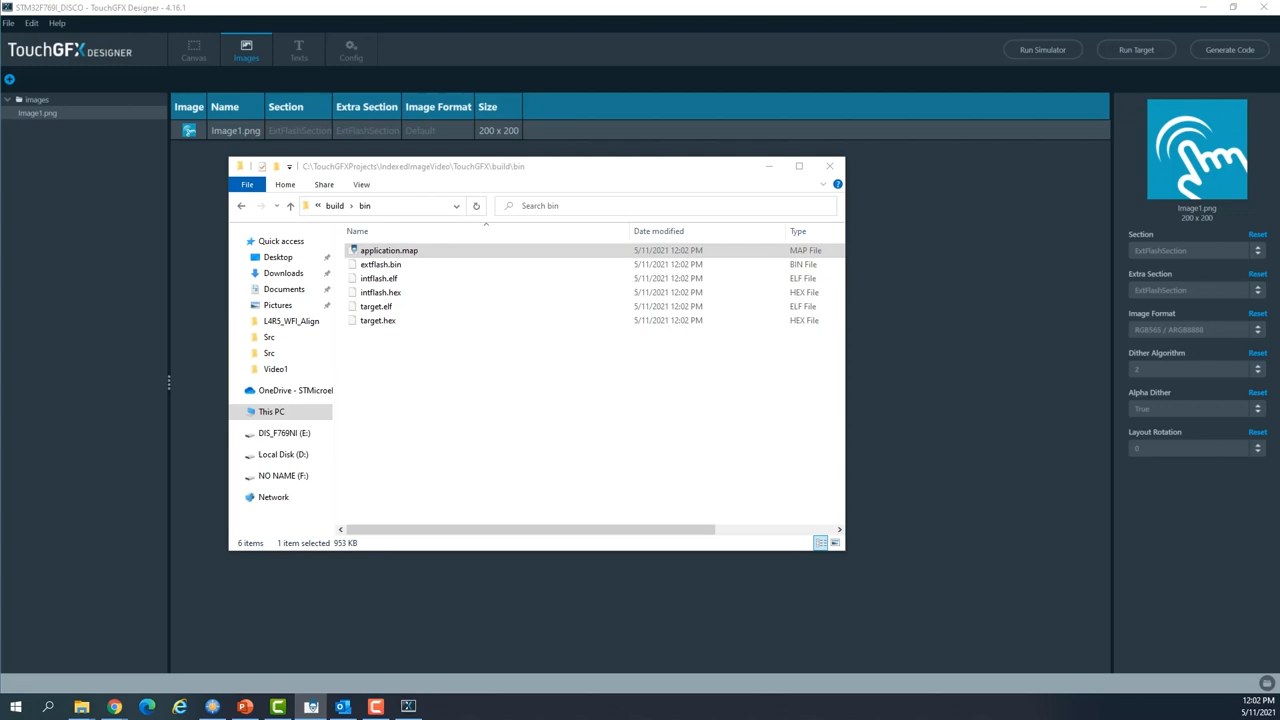 STM32F769I_DISCO - TouchGFX Designer - 4.16.1
File Edit Help
TouchGFX DESIGNER
Canvas Images Texts Config
Run Simulator Run Target Generate Code
images
Image1.png
Image Name Section Extra Section Image Format Size
Image1.png ExtFlashSection ExtFlashSection Default 200 x 200
C:\TouchGFXProjects\IndexedImageVideo\TouchGFX\build\bin
File Home Share View
« build > bin
Search bin
Name Date modified Type
application.map 5/11/2021 12:02 PM MAP File
extflash.bin 5/11/2021 12:02 PM BIN File
intflash.elf 5/11/2021 12:02 PM ELF File
intflash.hex 5/11/2021 12:02 PM HEX File
target.elf 5/11/2021 12:02 PM ELF File
target.hex 5/11/2021 12:02 PM HEX File
Quick access
Desktop
Downloads
Documents
Pictures
L4R5_WFI_Align
Src
Src
Video1
OneDrive - STMicroel
This PC
DIS_F769NI (E:)
Local Disk (D:)
NO NAME (F:)
Network
6 items 1 item selected 953 KB
Image1.png
200 x 200
Section Reset
ExtFlashSection
Extra Section Reset
ExtFlashSection
Image Format Reset
RGB565 / ARGB8888
Dither Algorithm Reset
2
Alpha Dither Reset
True
Layout Rotation Reset
0
12:02 PM
5/11/2021